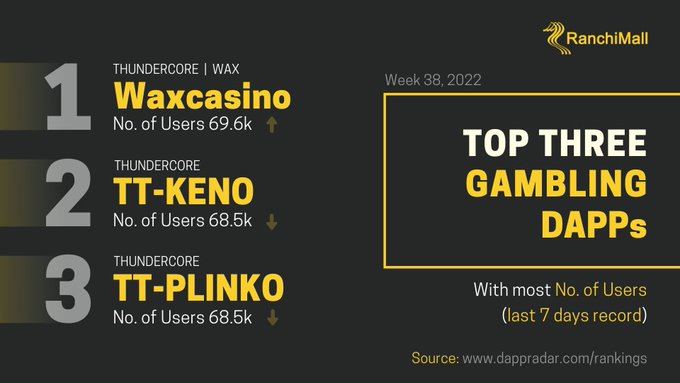 RanchiMall
Week 38, 2022
TOP THREE
GAMBLING
DAPPs
With most No. of Users
(last 7 days record)
1
THUNDERCORE | WAX
Waxcasino
No. of Users 69.6k
2
THUNDERCORE
TT-KENO
No. of Users 68.5k
3
THUNDERCORE
TT-PLINKO
No. of Users 68.5k
Source: www.dappradar.com/rankings